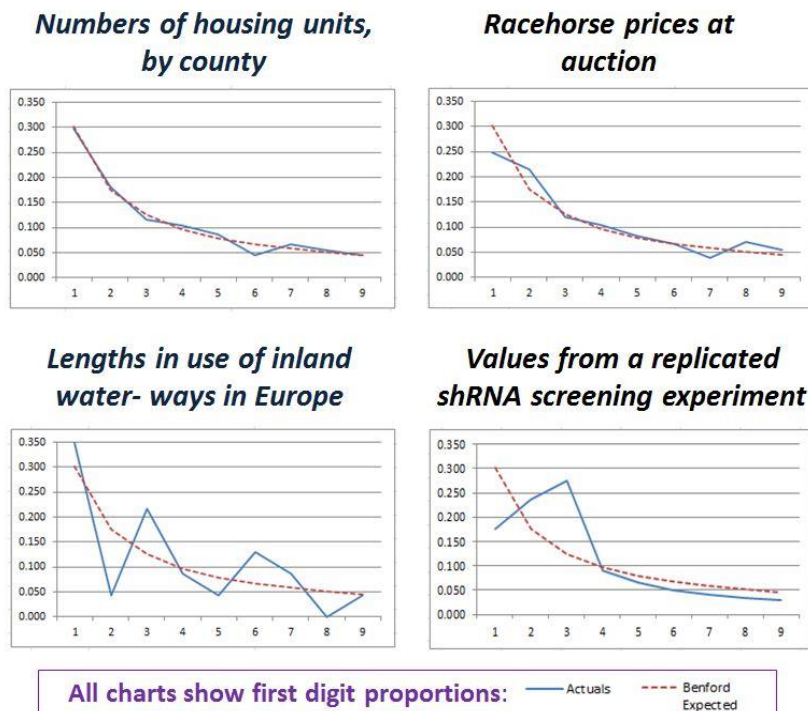 Numbers of housing units,
by county
0.350
0.300
0.250
0.200
0.150
0.100
0.050
0.000
1 2 3 4 5 6 7 8 9
Racehorse prices at
auction
0.350
0.300
0.250
0.200
0.150
0.100
0.050
0.000
1 2 3 4 5 6 7 8 9
Lengths in use of inland
water- ways in Europe
0.350
0.300
0.250
0.200
0.150
0.100
0.050
0.000
1 2 3 4 5 6 7 8 9
Values from a replicated
shRNA screening experiment
0.350
0.300
0.250
0.200
0.150
0.100
0.050
0.000
1 2 3 4 5 6 7 8 9
All charts show first digit proportions: Actuals Benford
Expected